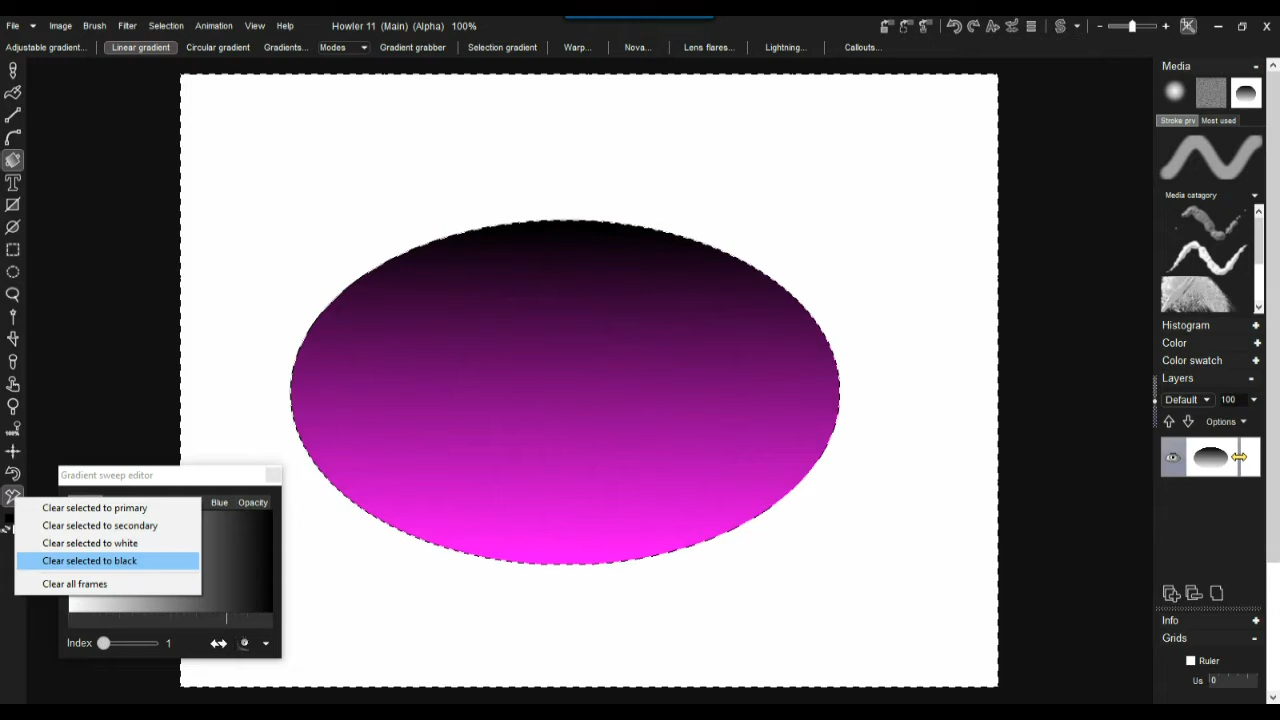 File Image Brush Filter Selection Animation View Help Howler 11 (Main) (Alpha) 100%
Adjustable gradient... Linear gradient Circular gradient Gradients... Modes Gradient grabber Selection gradient Warp... Nova... Lens flares... Lightning... Callouts...
Media
Stroke prv Most used
Media catagory
Histogram
Color
Color swatch
Layers
Default 100
Options
Gradient sweep editor
Blue Opacity
Clear selected to primary
Clear selected to secondary
Clear selected to white
Clear selected to black
Clear all frames
Index 1
Info
Grids
Ruler
Us 0